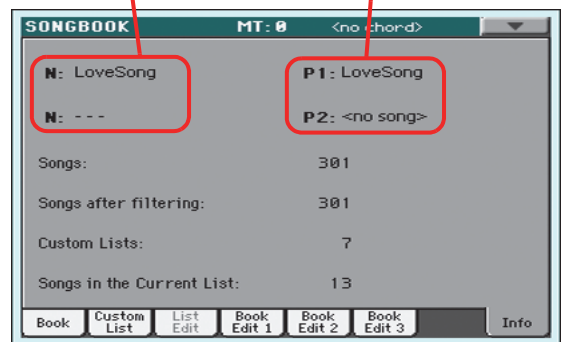 SONGBOOK MT: 0 <no chord>
N: LoveSong P1: LoveSong
N: --- P2: <no song>
Songs: 301
Songs after filtering: 301
Custom Lists: 7
Songs in the Current List: 13
Book Custom List List Edit Book Edit 1 Book Edit 2 Book Edit 3 Info